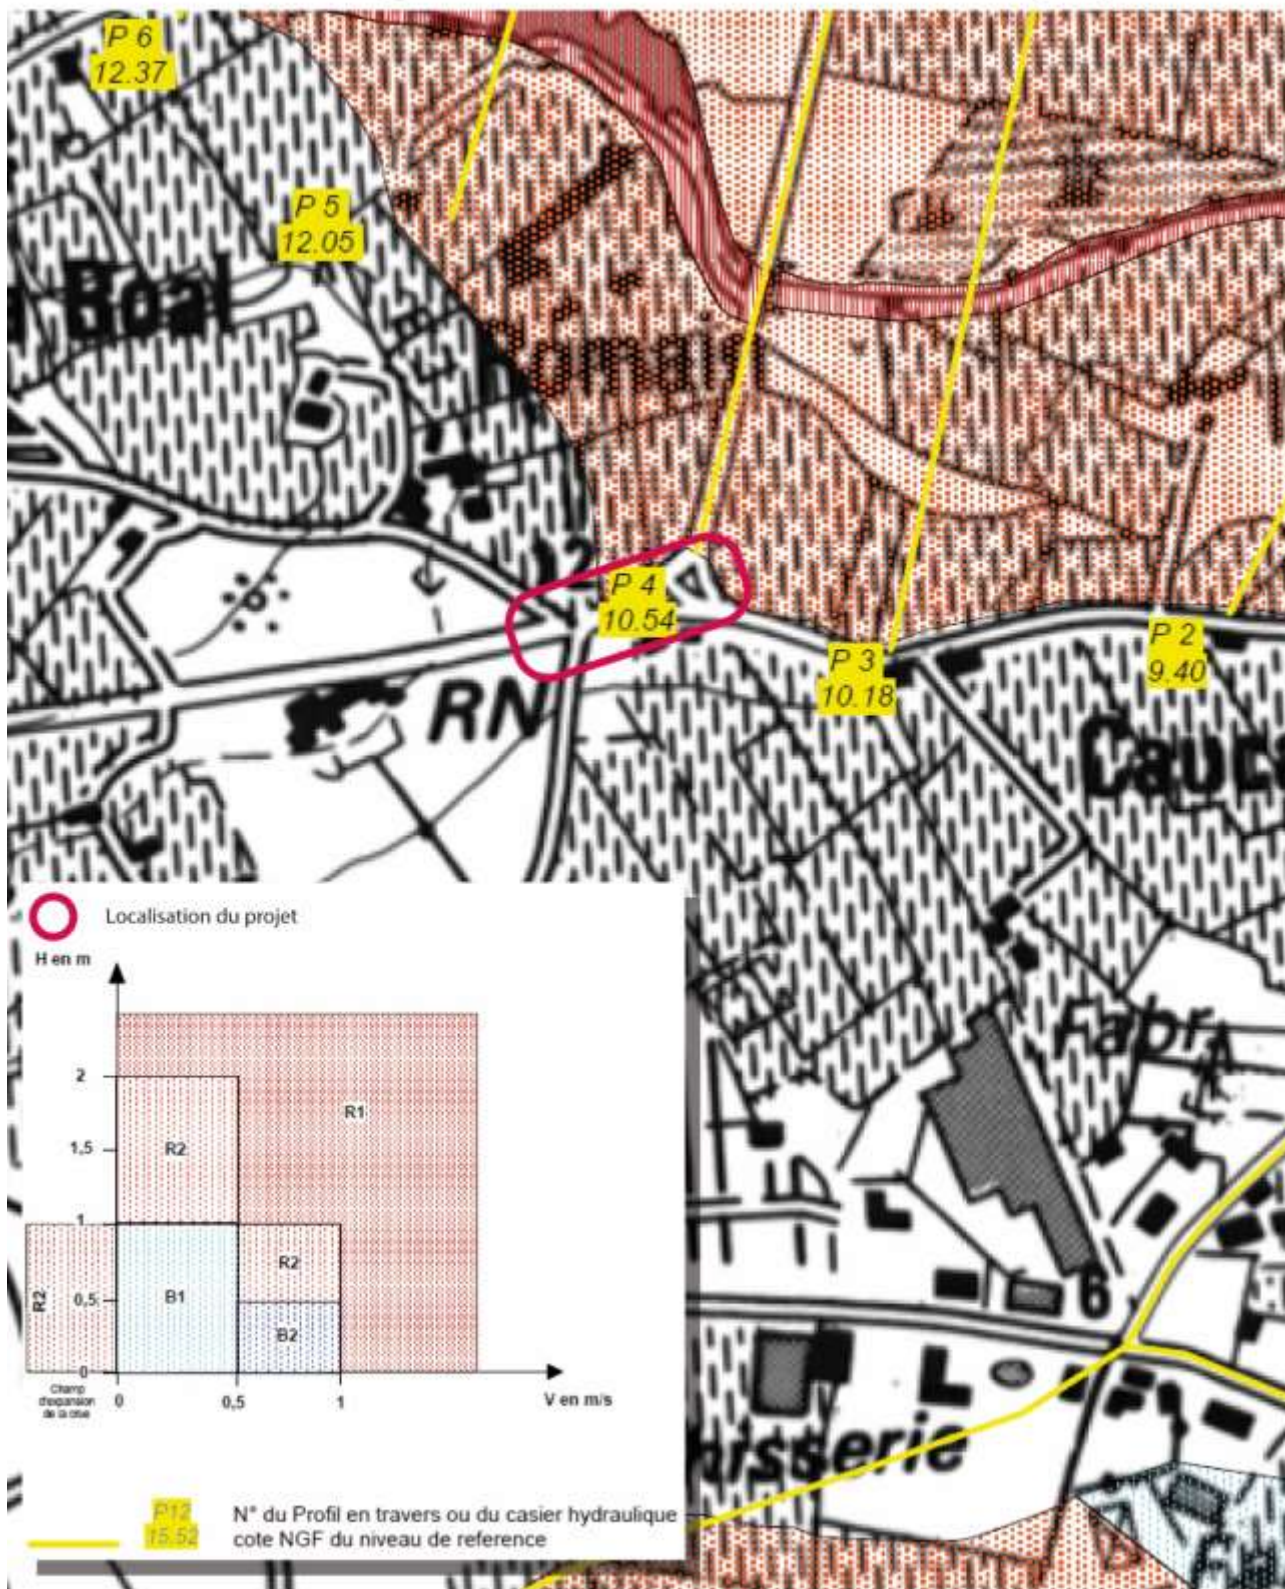 P 6
12.37
P 5
12.05
Boal
P 4
10.54
P 3
10.18
P 2
9.40
RN
Localisation du projet
H en m
2
R1
1,5
R2
1
R2
R2
0,5
B1
B2
0
Champ
d'expansion
de la crue
0
0,5
1
V en m/s
6
P12
15.52
N° du Profil en travers ou du casier hydraulique
cote NGF du niveau de reference